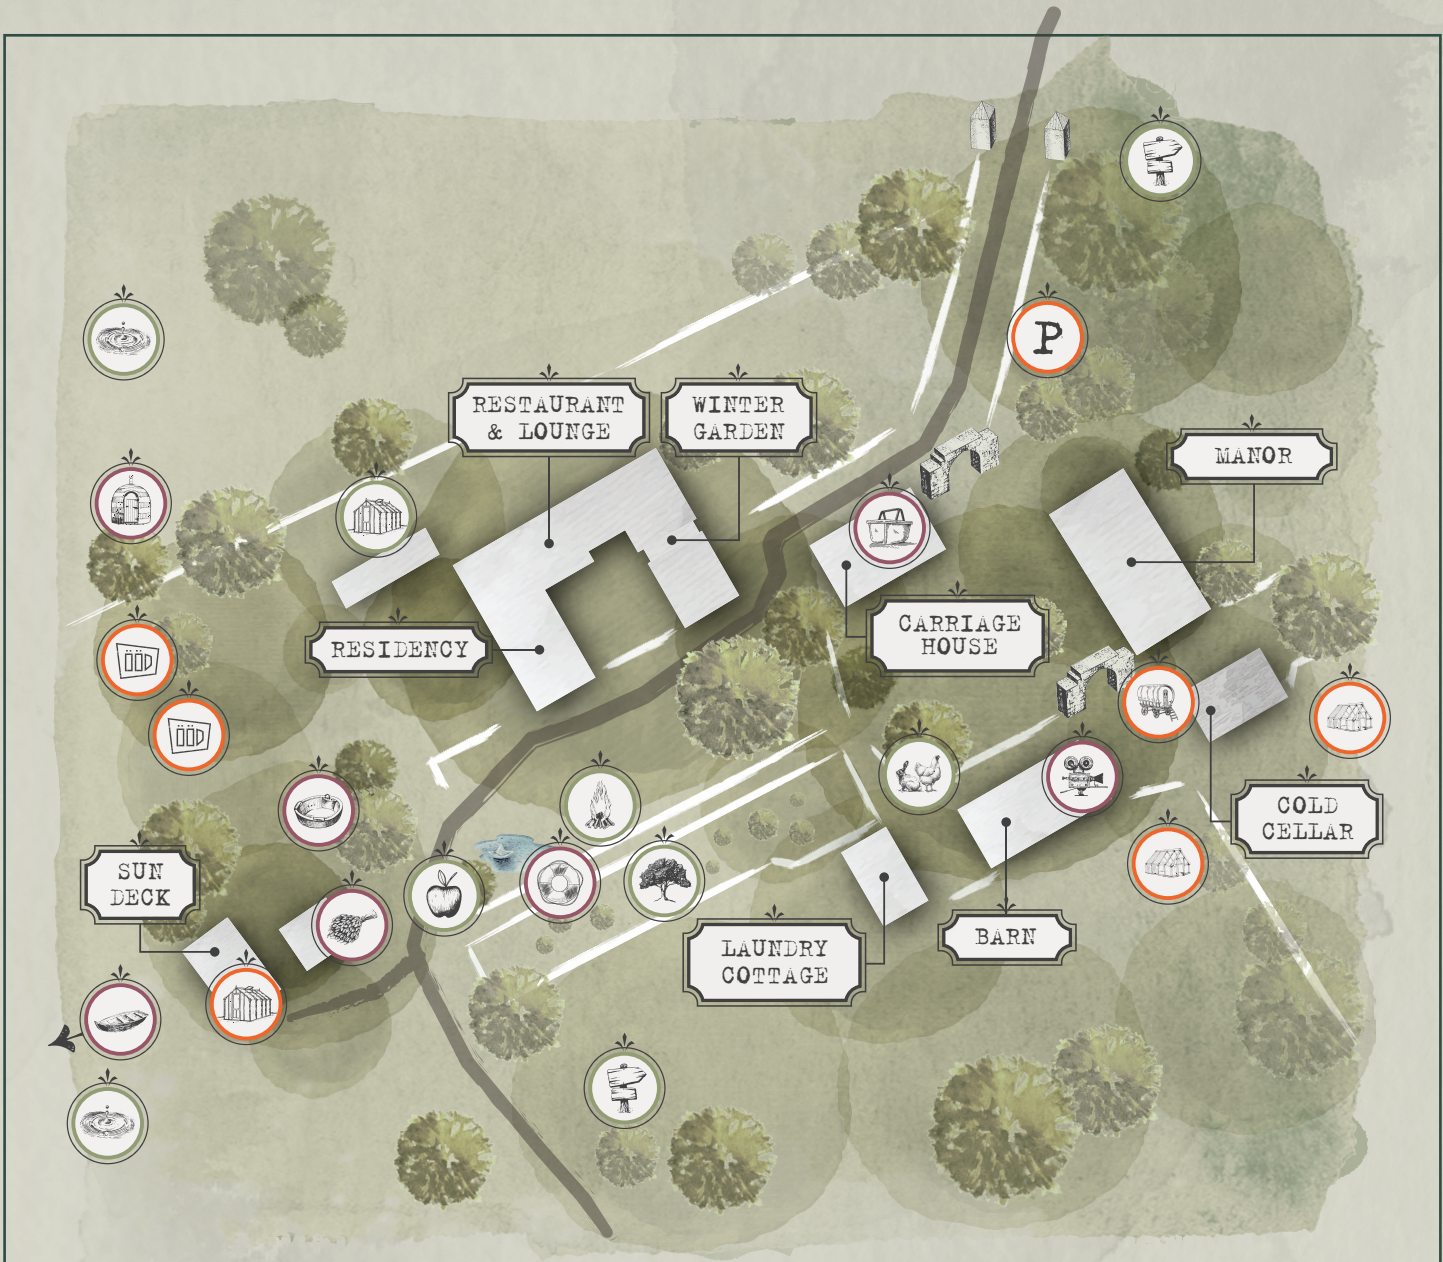 P
RESTAURANT
& LOUNGE
WINTER
GARDEN
MANOR
CARRIAGE
HOUSE
RESIDENCY
ÖÖD
ÖÖD
COLD
CELLAR
SUN
DECK
LAUNDRY
COTTAGE
BARN